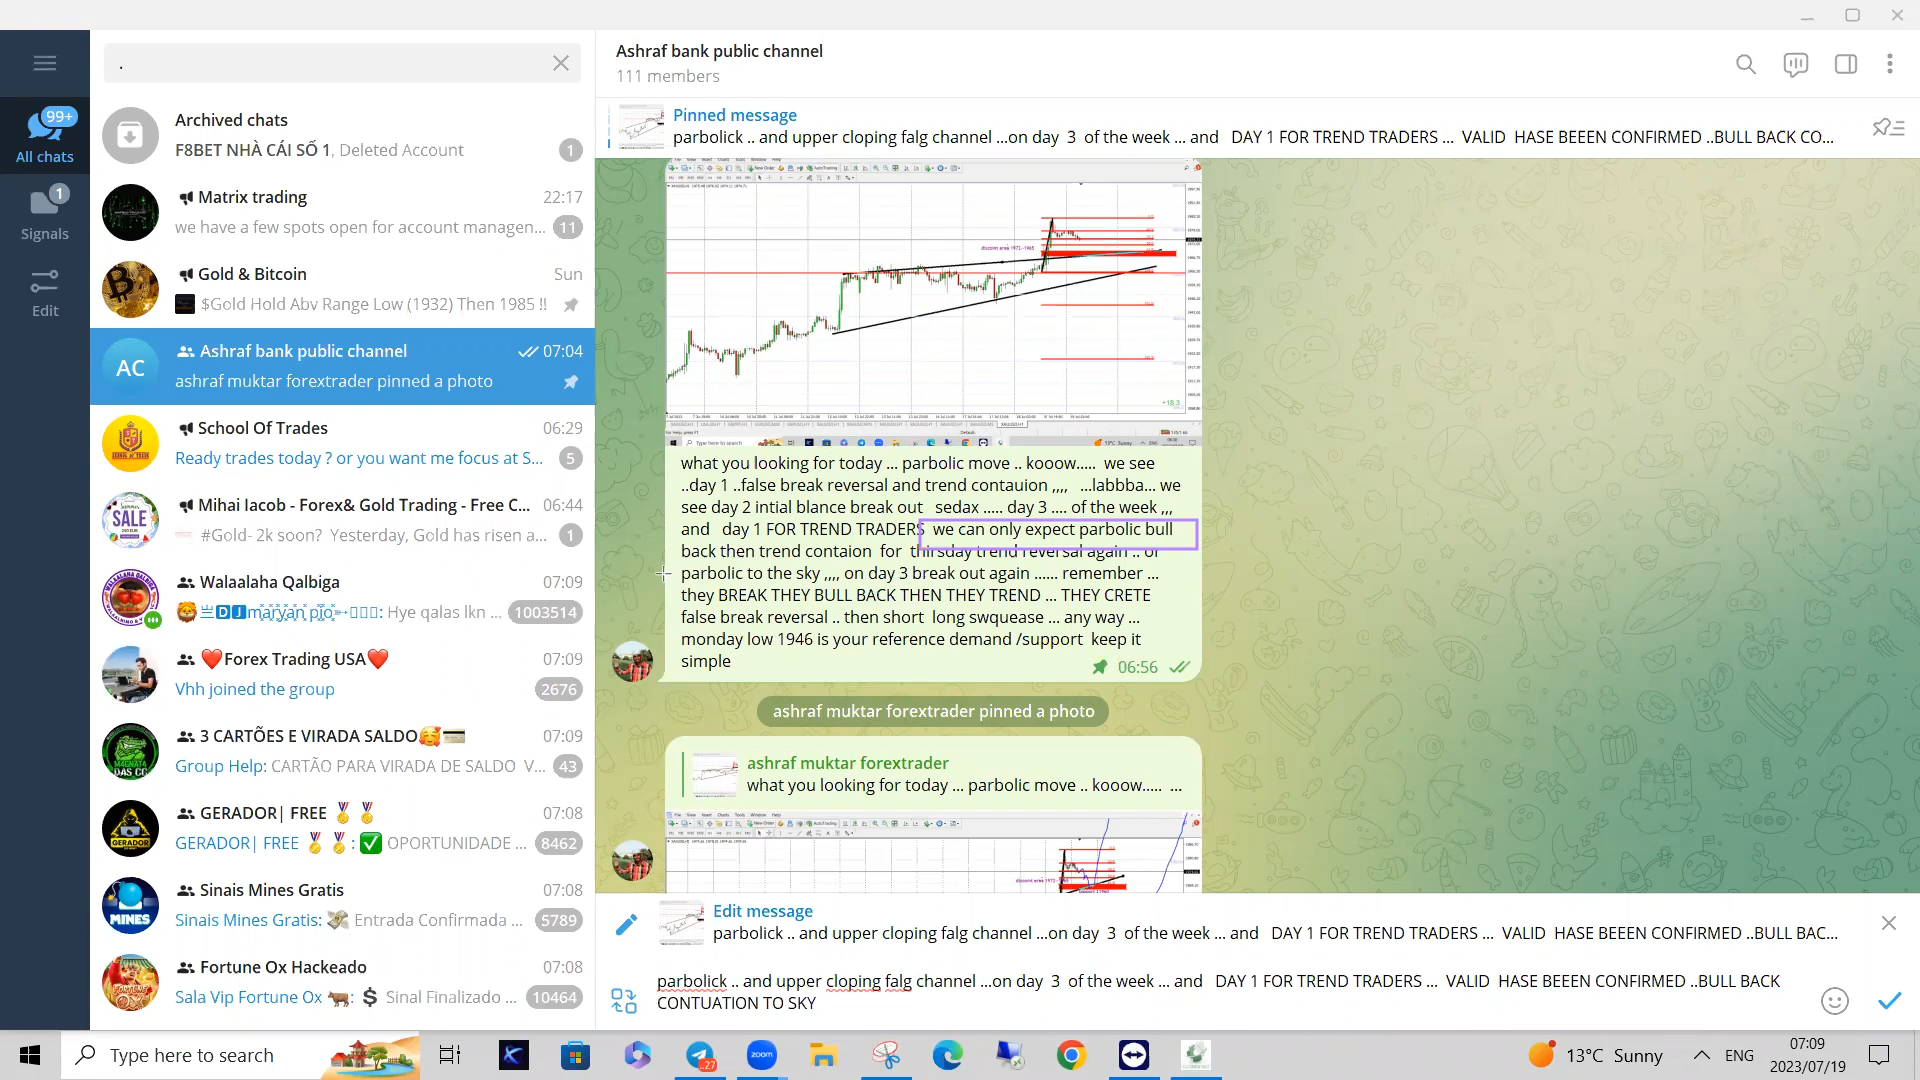 .
99+
All chats
1
Signals
Edit
Archived chats
F8BET NHÀ CÁI SỐ 1, Deleted Account
1
Matrix trading
22:17
we have a few spots open for account managen...
11
Gold & Bitcoin
Sun
$Gold Hold Abv Range Low (1932) Then 1985 !!
AC
Ashraf bank public channel
07:04
ashraf muktar forextrader pinned a photo
School Of Trades
06:29
Ready trades today ? or you want me focus at S...
5
Mihai Iacob - Forex& Gold Trading - Free C...
06:44
#Gold- 2k soon? Yesterday, Gold has risen a...
1
Walaalaha Qalbiga
07:09
Hye qalas lkn ...
1003514
❤️Forex Trading USA❤️
07:09
Vhh joined the group
2676
3 CARTÕES E VIRADA SALDO🥰💳
07:09
Group Help: CARTÃO PARA VIRADA DE SALDO V...
43
GERADOR| FREE 🏅🏅
07:08
GERADOR| FREE 🏅🏅: ✅ OPORTUNIDADE ...
8462
Sinais Mines Gratis
07:08
Sinais Mines Gratis: 💸 Entrada Confirmada ...
5789
Fortune Ox Hackeado
07:08
Sala Vip Fortune Ox 🐂: 💲 Sinal Finalizado ...
10464
Ashraf bank public channel
111 members
Pinned message
parbolick .. and upper cloping falg channel ...on day 3 of the week ... and DAY 1 FOR TREND TRADERS ... VALID HASE BEEEN CONFIRMED ..BULL BACK CO...
discount area 1972--1965
+18.3
what you looking for today ... parbolic move .. kooow..... we see
..day 1 ..false break reversal and trend contauion ,,,, ...labbba... we
see day 2 intial blance break out sedax ..... day 3 .... of the week ,,,
and day 1 FOR TREND TRADERS we can only expect parbolic bull
back then trend contaion for thirsday trend reversal again .. or
parbolic to the sky ,,,, on day 3 break out again ...... remember ...
they BREAK THEY BULL BACK THEN THEY TREND ... THEY CRETE
false break reversal .. then short long swquease ... any way ...
monday low 1946 is your reference demand /support keep it
simple
06:56
ashraf muktar forextrader pinned a photo
ashraf muktar forextrader
what you looking for today ... parbolic move .. kooow..... ...
Edit message
parbolick .. and upper cloping falg channel ...on day 3 of the week ... and DAY 1 FOR TREND TRADERS ... VALID HASE BEEEN CONFIRMED ..BULL BAC...
parbolick .. and upper cloping falg channel ...on day 3 of the week ... and DAY 1 FOR TREND TRADERS ... VALID HASE BEEEN CONFIRMED ..BULL BACK
CONTUATION TO SKY
Type here to search
..27
zoom
13°C Sunny
ENG
07:09
2023/07/19